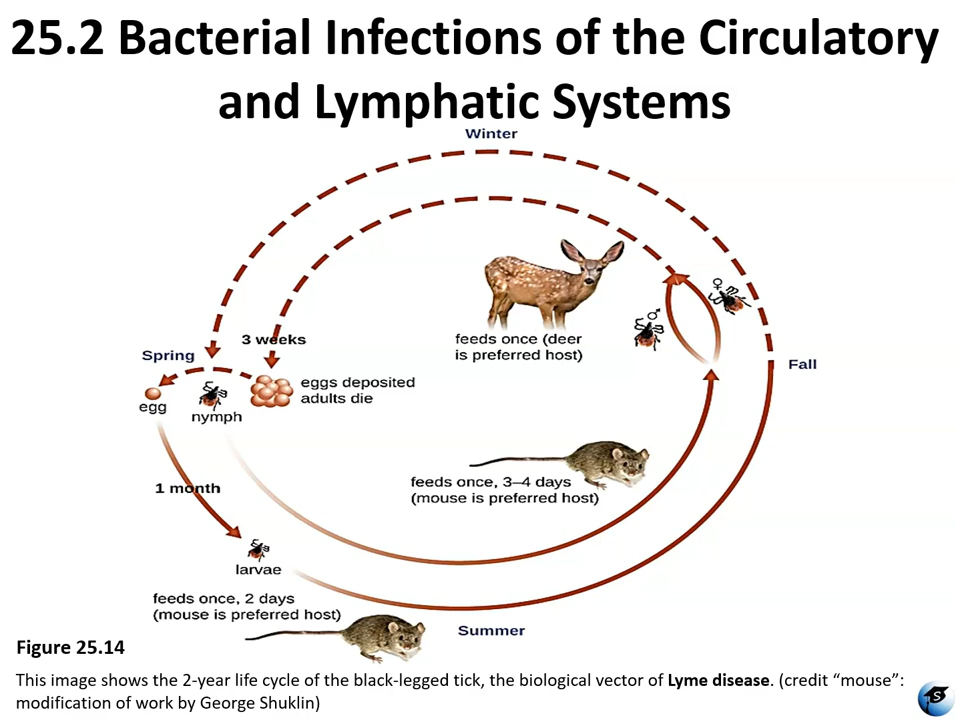 25.2 Bacterial Infections of the Circulatory
and Lymphatic Systems
Winter
3 weeks
feeds once (deer
is preferred host)
♂
♀
Spring
Fall
egg
nymph
eggs deposited
adults die
1 month
feeds once, 3–4 days
(mouse is preferred host)
larvae
feeds once, 2 days
(mouse is preferred host)
Summer
Figure 25.14
This image shows the 2-year life cycle of the black-legged tick, the biological vector of Lyme disease. (credit “mouse”:
modification of work by George Shuklin)
S